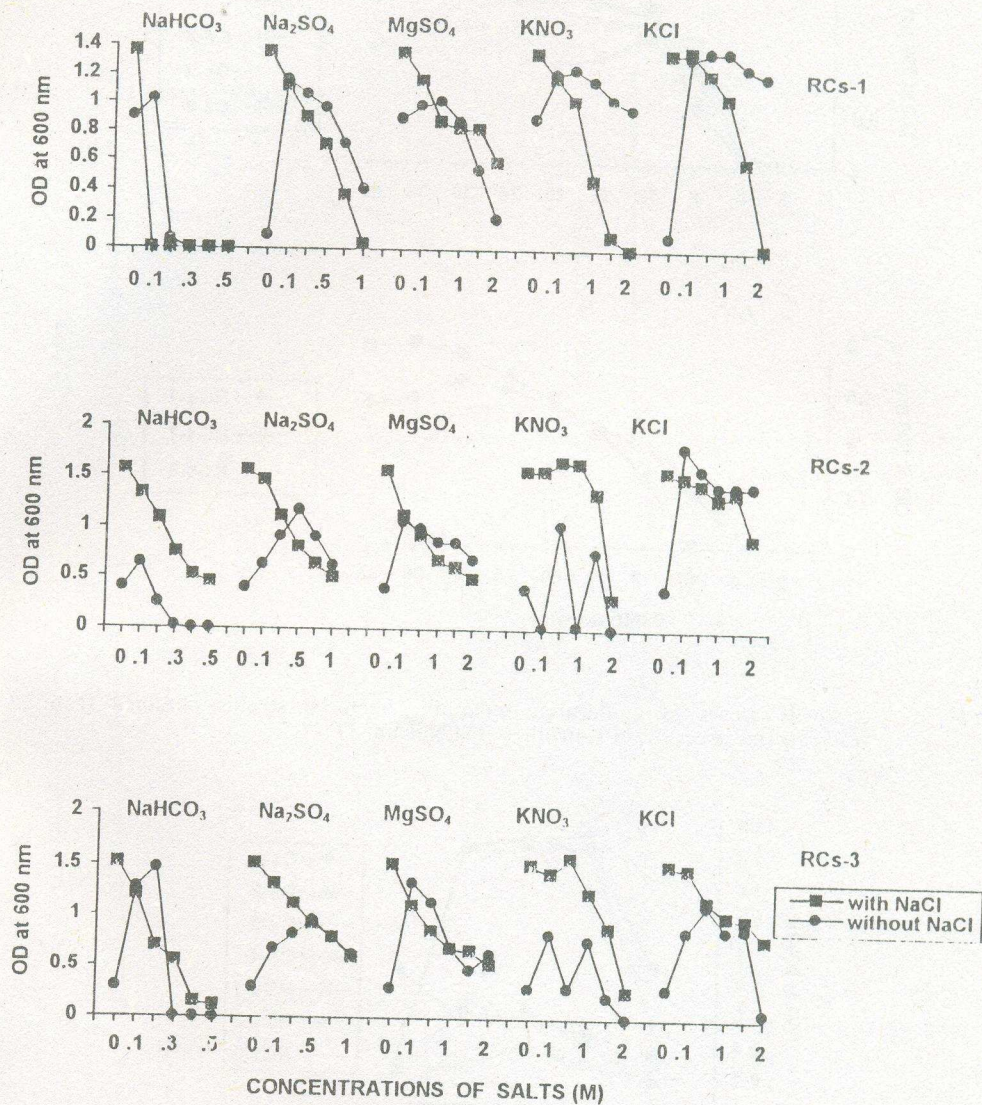 NaHCO₃ Na₂SO₄ MgSO₄ KNO₃ KCl
RCs-1
OD at 600 nm
1.4
1.2
1
0.8
0.6
0.4
0.2
0
0 .1 .3 .5 0 .1 .5 1 0 .1 1 2 0 .1 1 2 0 .1 1 2
NaHCO₃ Na₂SO₄ MgSO₄ KNO₃ KCl
RCs-2
OD at 600 nm
2
1.5
1
0.5
0
0 .1 .3 .5 0 .1 .5 1 0 .1 1 2 0 .1 1 2 0 .1 1 2
NaHCO₃ Na₂SO₄ MgSO₄ KNO₃ KCl
RCs-3
OD at 600 nm
2
1.5
1
0.5
0
with NaCl
without NaCl
0 .1 .3 .5 0 .1 .5 1 0 .1 1 2 0 .1 1 2 0 .1 1 2
CONCENTRATIONS OF SALTS (M)